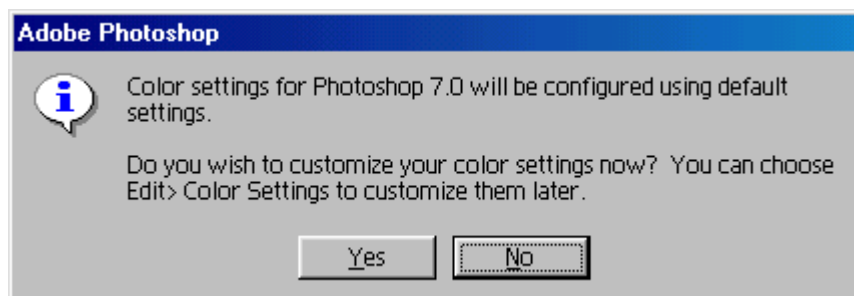 Adobe Photoshop
Color settings for Photoshop 7.0 will be configured using default
settings.
Do you wish to customize your color settings now? You can choose
Edit> Color Settings to customize them later.
Yes
No